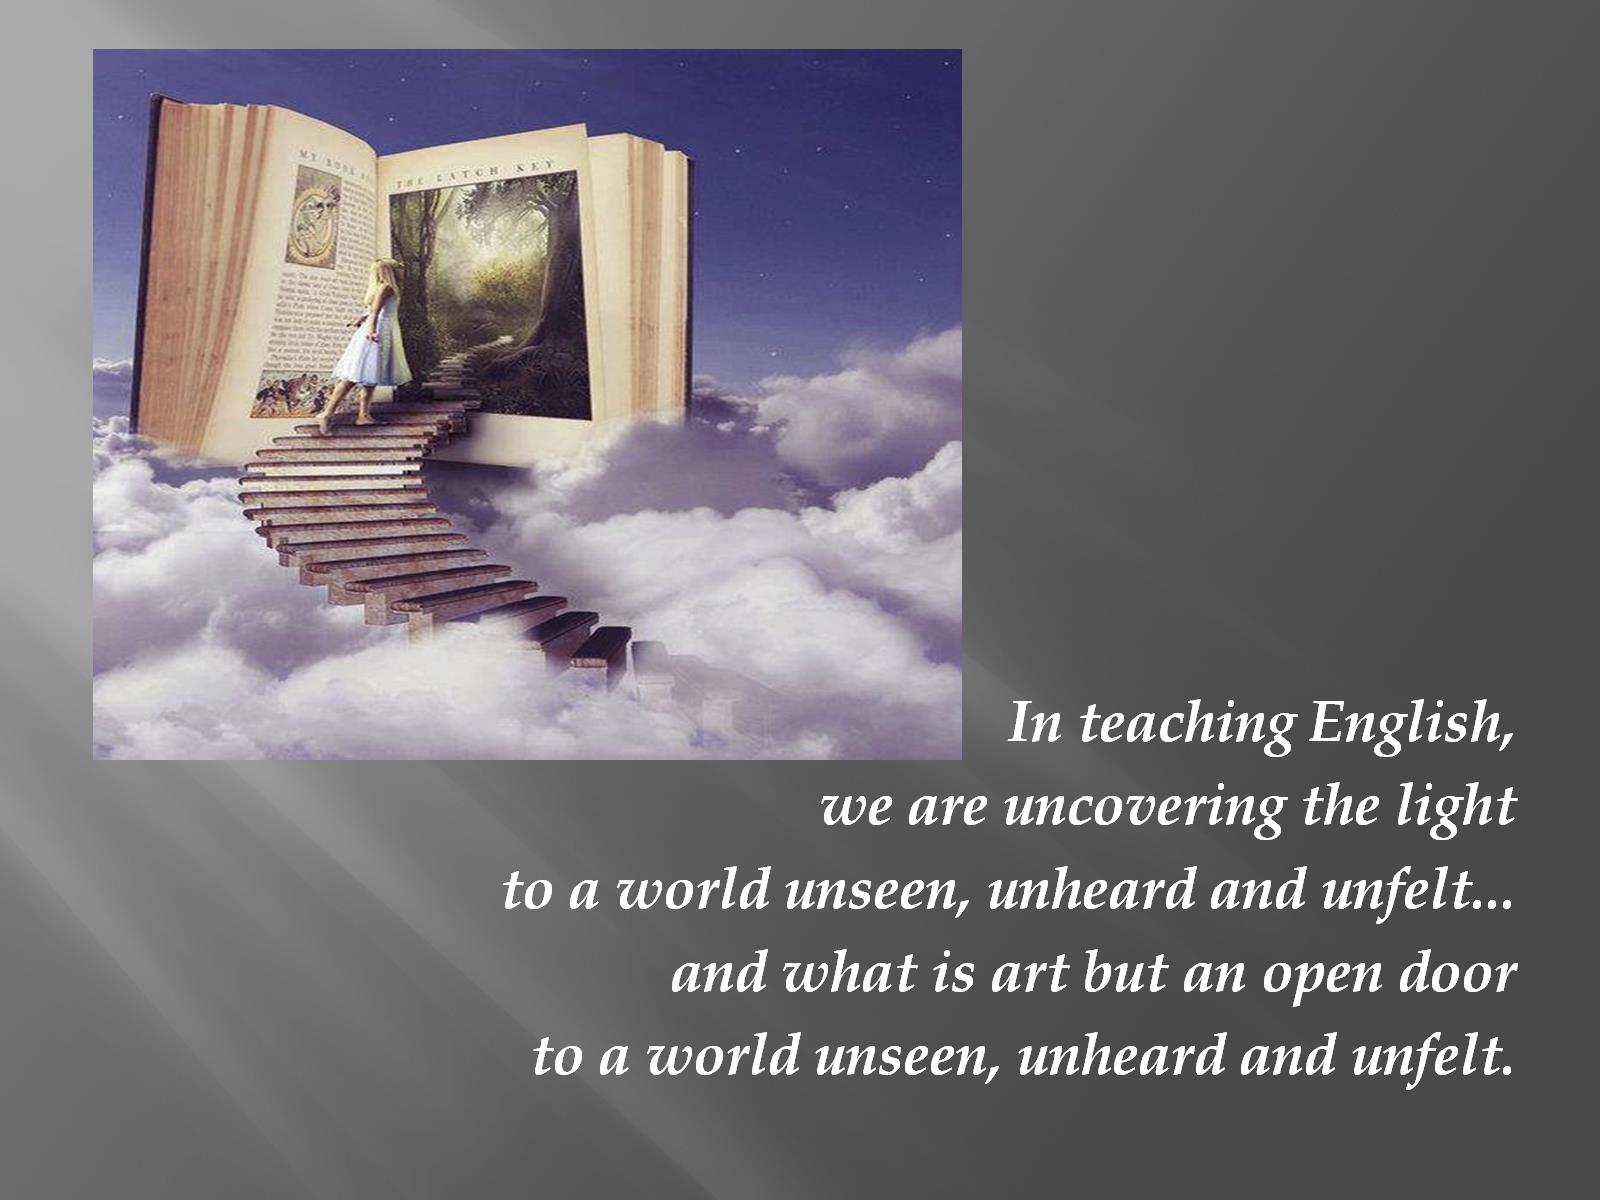 MY BOOK
THE LATCH KEY
In teaching English,
we are uncovering the light
to a world unseen, unheard and unfelt...
and what is art but an open door
to a world unseen, unheard and unfelt.